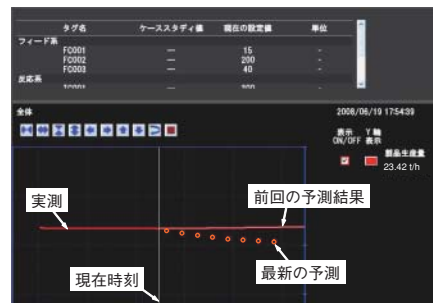 タグ名 ケーススタディ値 現在の設定値 単位
フィード系
FC001 --- 15 -
FC002 --- 200 -
FC003 --- 40 -
反応系
全体
2008/06/19 17:54:39
表示 Y軸
ON/OFF 表示
製品生産量
23.42 t/h
実測
前回の予測結果
現在時刻
最新の予測